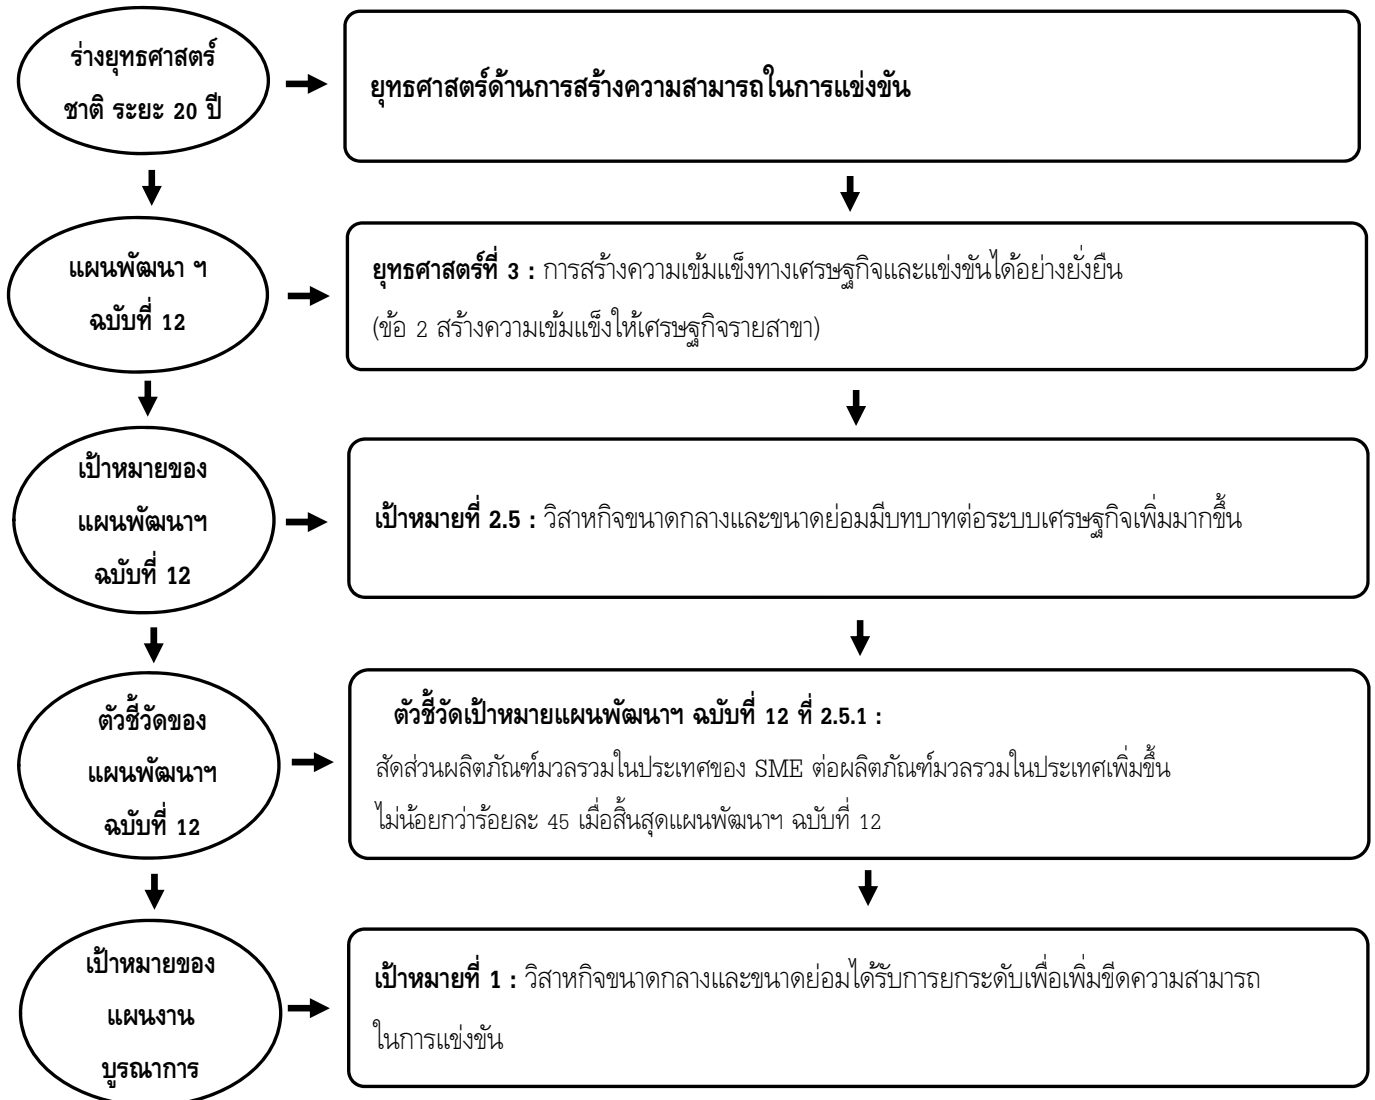 ร่างยุทธศาสตร์
ชาติ ระยะ 20 ปี
ยุทธศาสตร์ด้านการสร้างความสามารถในการแข่งขัน
แผนพัฒนา ฯ
ฉบับที่ 12
ยุทธศาสตร์ที่ 3 : การสร้างความเข้มแข็งทางเศรษฐกิจและแข่งขันได้อย่างยั่งยืน
(ข้อ 2 สร้างความเข้มแข็งให้เศรษฐกิจรายสาขา)
เป้าหมายของ
แผนพัฒนาฯ
ฉบับที่ 12
เป้าหมายที่ 2.5 : วิสาหกิจขนาดกลางและขนาดย่อมมีบทบาทต่อระบบเศรษฐกิจเพิ่มมากขึ้น
ตัวชี้วัดของ
แผนพัฒนาฯ
ฉบับที่ 12
ตัวชี้วัดเป้าหมายแผนพัฒนาฯ ฉบับที่ 12 ที่ 2.5.1 :
สัดส่วนผลิตภัณฑ์มวลรวมในประเทศของ SME ต่อผลิตภัณฑ์มวลรวมในประเทศเพิ่มขึ้น
ไม่น้อยกว่าร้อยละ 45 เมื่อสิ้นสุดแผนพัฒนาฯ ฉบับที่ 12
เป้าหมายของ
แผนงาน
บูรณาการ
เป้าหมายที่ 1 : วิสาหกิจขนาดกลางและขนาดย่อมได้รับการยกระดับเพื่อเพิ่มขีดความสามารถ
ในการแข่งขัน